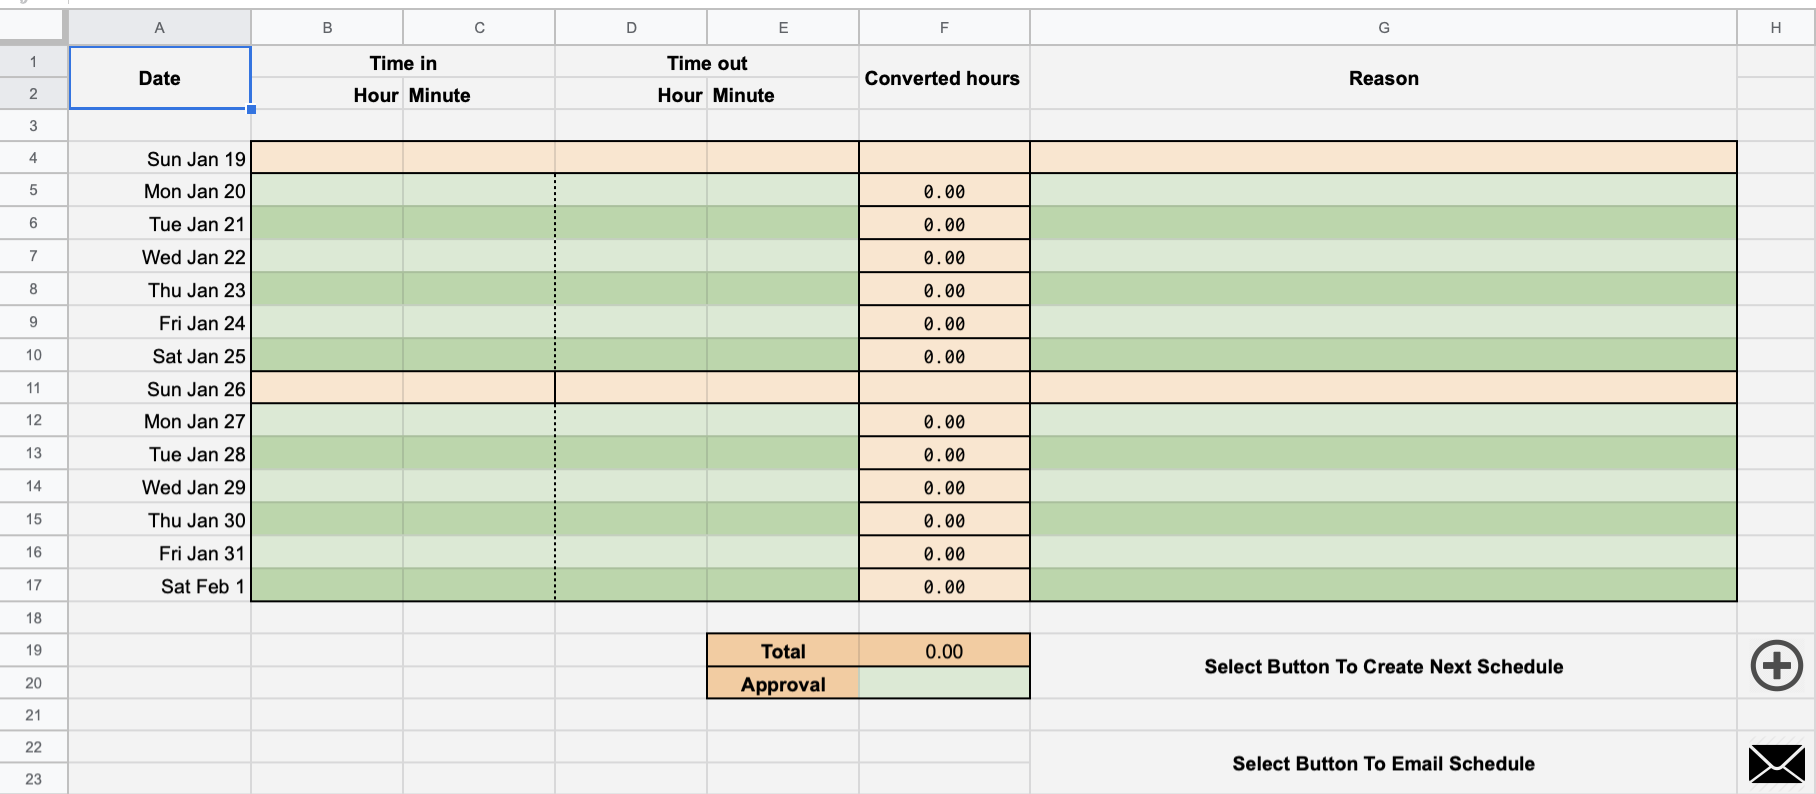 A B C D E F G H
1 Date Time in Time out Converted hours Reason
2 Hour Minute Hour Minute
3
4 Sun Jan 19
5 Mon Jan 20 0.00
6 Tue Jan 21 0.00
7 Wed Jan 22 0.00
8 Thu Jan 23 0.00
9 Fri Jan 24 0.00
10 Sat Jan 25 0.00
11 Sun Jan 26
12 Mon Jan 27 0.00
13 Tue Jan 28 0.00
14 Wed Jan 29 0.00
15 Thu Jan 30 0.00
16 Fri Jan 31 0.00
17 Sat Feb 1 0.00
18
19 Total 0.00
Select Button To Create Next Schedule
20 Approval
21
22
Select Button To Email Schedule
23